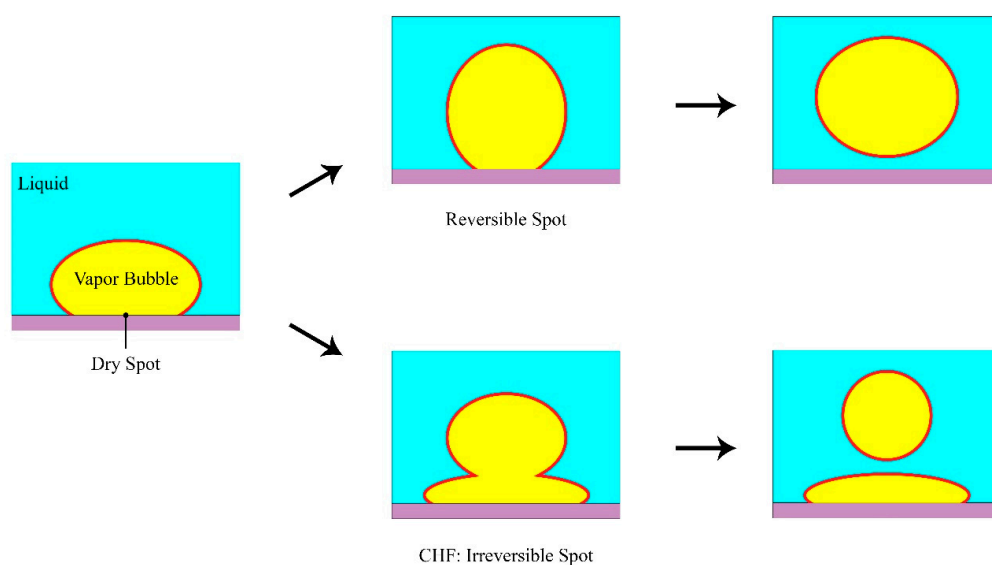 Liquid
Vapor Bubble
Dry Spot
Reversible Spot
CHF: Irreversible Spot